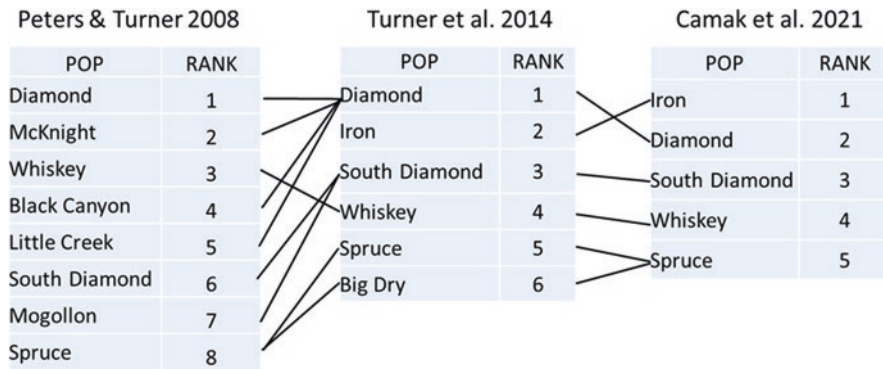 Peters & Turner 2008
POP RANK
Diamond 1
McKnight 2
Whiskey 3
Black Canyon 4
Little Creek 5
South Diamond 6
Mogollon 7
Spruce 8
Turner et al. 2014
POP RANK
Diamond 1
Iron 2
South Diamond 3
Whiskey 4
Spruce 5
Big Dry 6
Camak et al. 2021
POP RANK
Iron 1
Diamond 2
South Diamond 3
Whiskey 4
Spruce 5